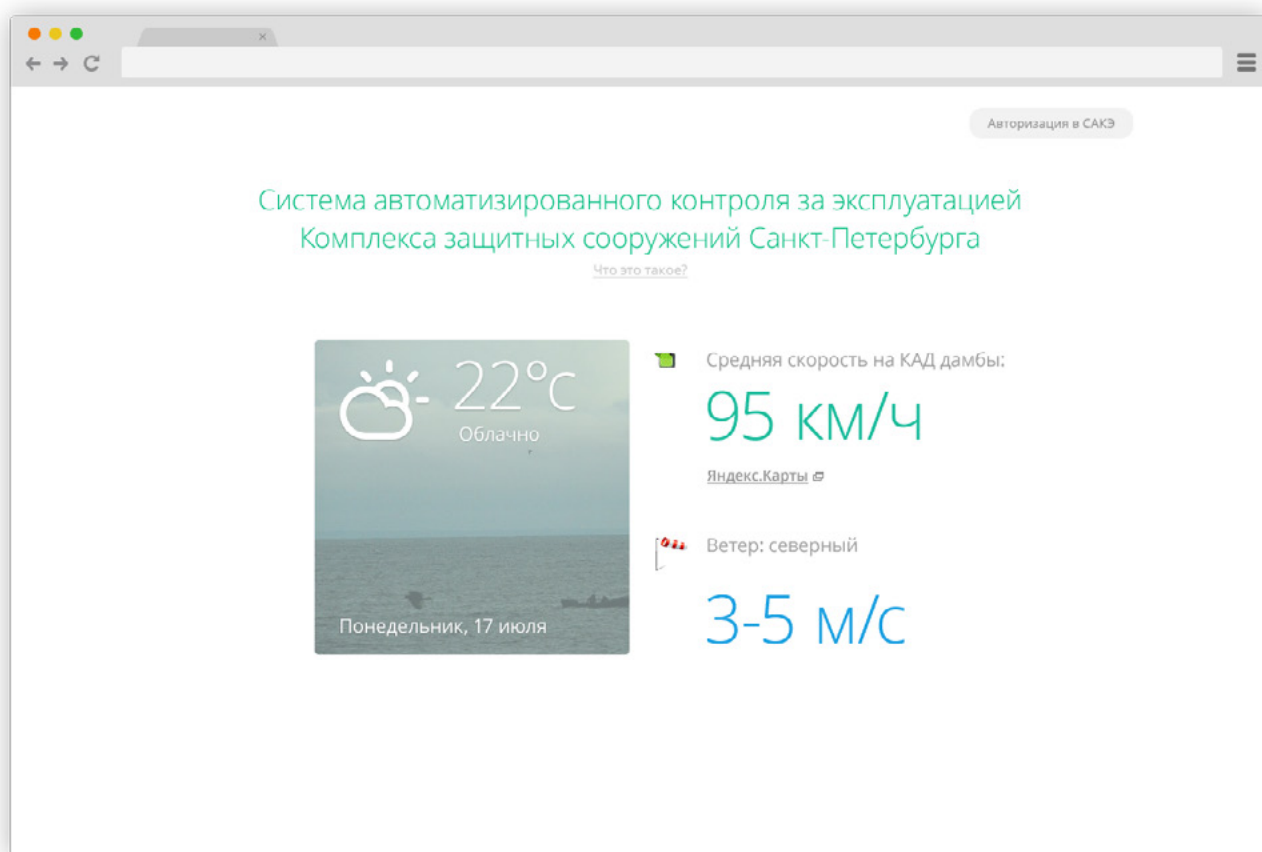 Авторизация в САКЭ
Система автоматизированного контроля за эксплуатацией
Комплекса защитных сооружений Санкт-Петербурга
Что это такое?
22°C
Облачно
Понедельник, 17 июля
Средняя скорость на КАД дамбы:
95 км/ч
Яндекс.Карты
Ветер: северный
3-5 м/с